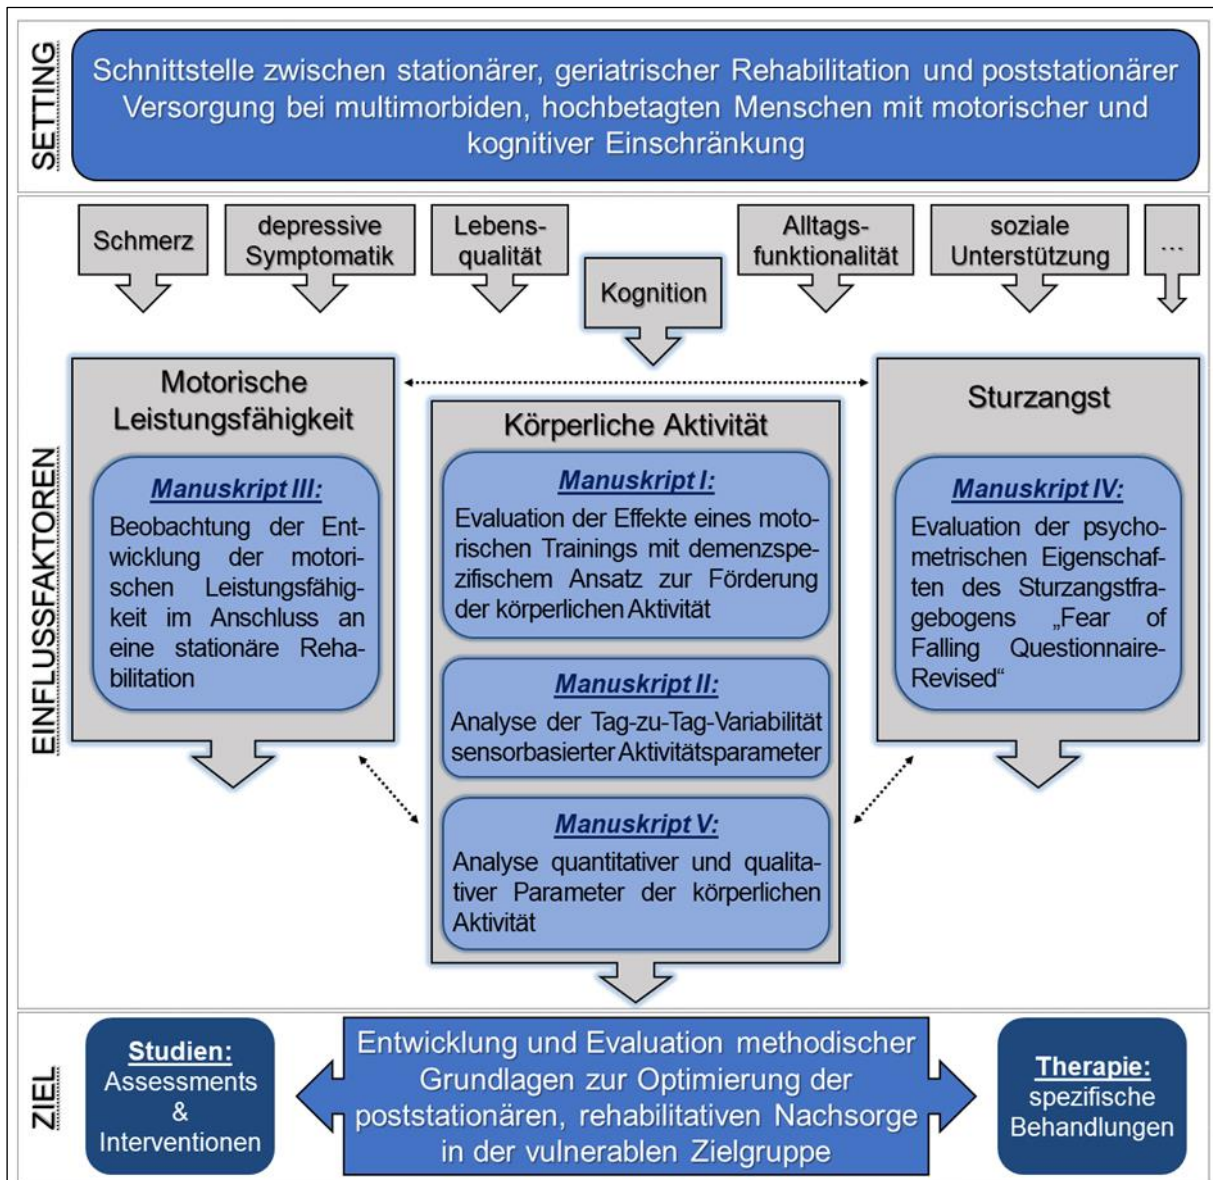 SETTING
Schnittstelle zwischen stationärer, geriatrischer Rehabilitation und poststationärer
Versorgung bei multimorbiden, hochbetagten Menschen mit motorischer und
kognitiver Einschränkung
EINFLUSSFAKTOREN
Schmerz
depressive
Symptomatik
Lebens-
qualität
Kognition
Alltags-
funktionalität
soziale
Unterstützung
...
Motorische
Leistungsfähigkeit
Manuskript III:
Beobachtung der Ent-
wicklung der motori-
schen Leistungsfähig-
keit im Anschluss an
eine stationäre Reha-
bilitation
Körperliche Aktivität
Manuskript I:
Evaluation der Effekte eines moto-
rischen Trainings mit demenzspe-
zifischem Ansatz zur Förderung
der körperlichen Aktivität
Manuskript II:
Analyse der Tag-zu-Tag-Variabilität
sensorbasierter Aktivitätsparameter
Manuskript V:
Analyse quantitativer und qualita-
tiver Parameter der körperlichen
Aktivität
Sturzangst
Manuskript IV:
Evaluation der psycho-
metrischen Eigenschaf-
ten des Sturzangstfra-
gebogens „Fear of
Falling Questionnaire-
Revised“
ZIEL
Studien:
Assessments
&
Interventionen
Entwicklung und Evaluation methodischer
Grundlagen zur Optimierung der
poststationären, rehabilitativen Nachsorge
in der vulnerablen Zielgruppe
Therapie:
spezifische
Behandlungen